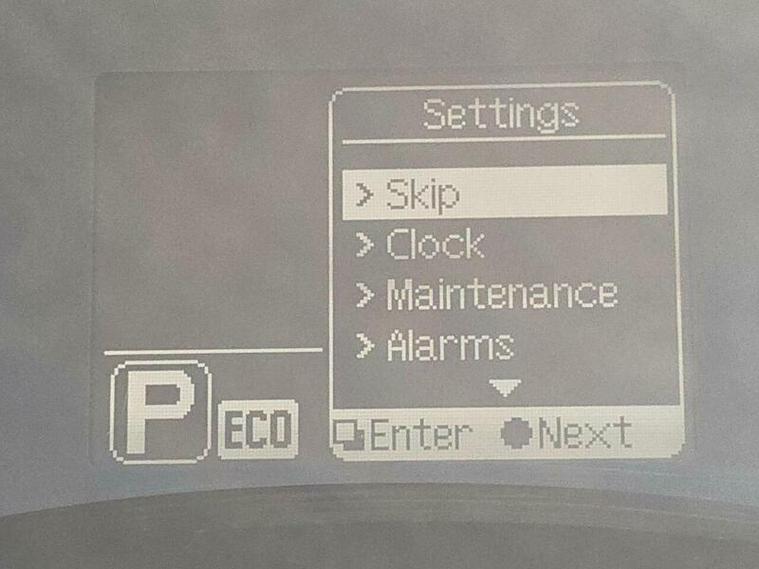 Settings
> Skip
> Clock
> Maintenance
> Alarms
P ECO
Enter Next